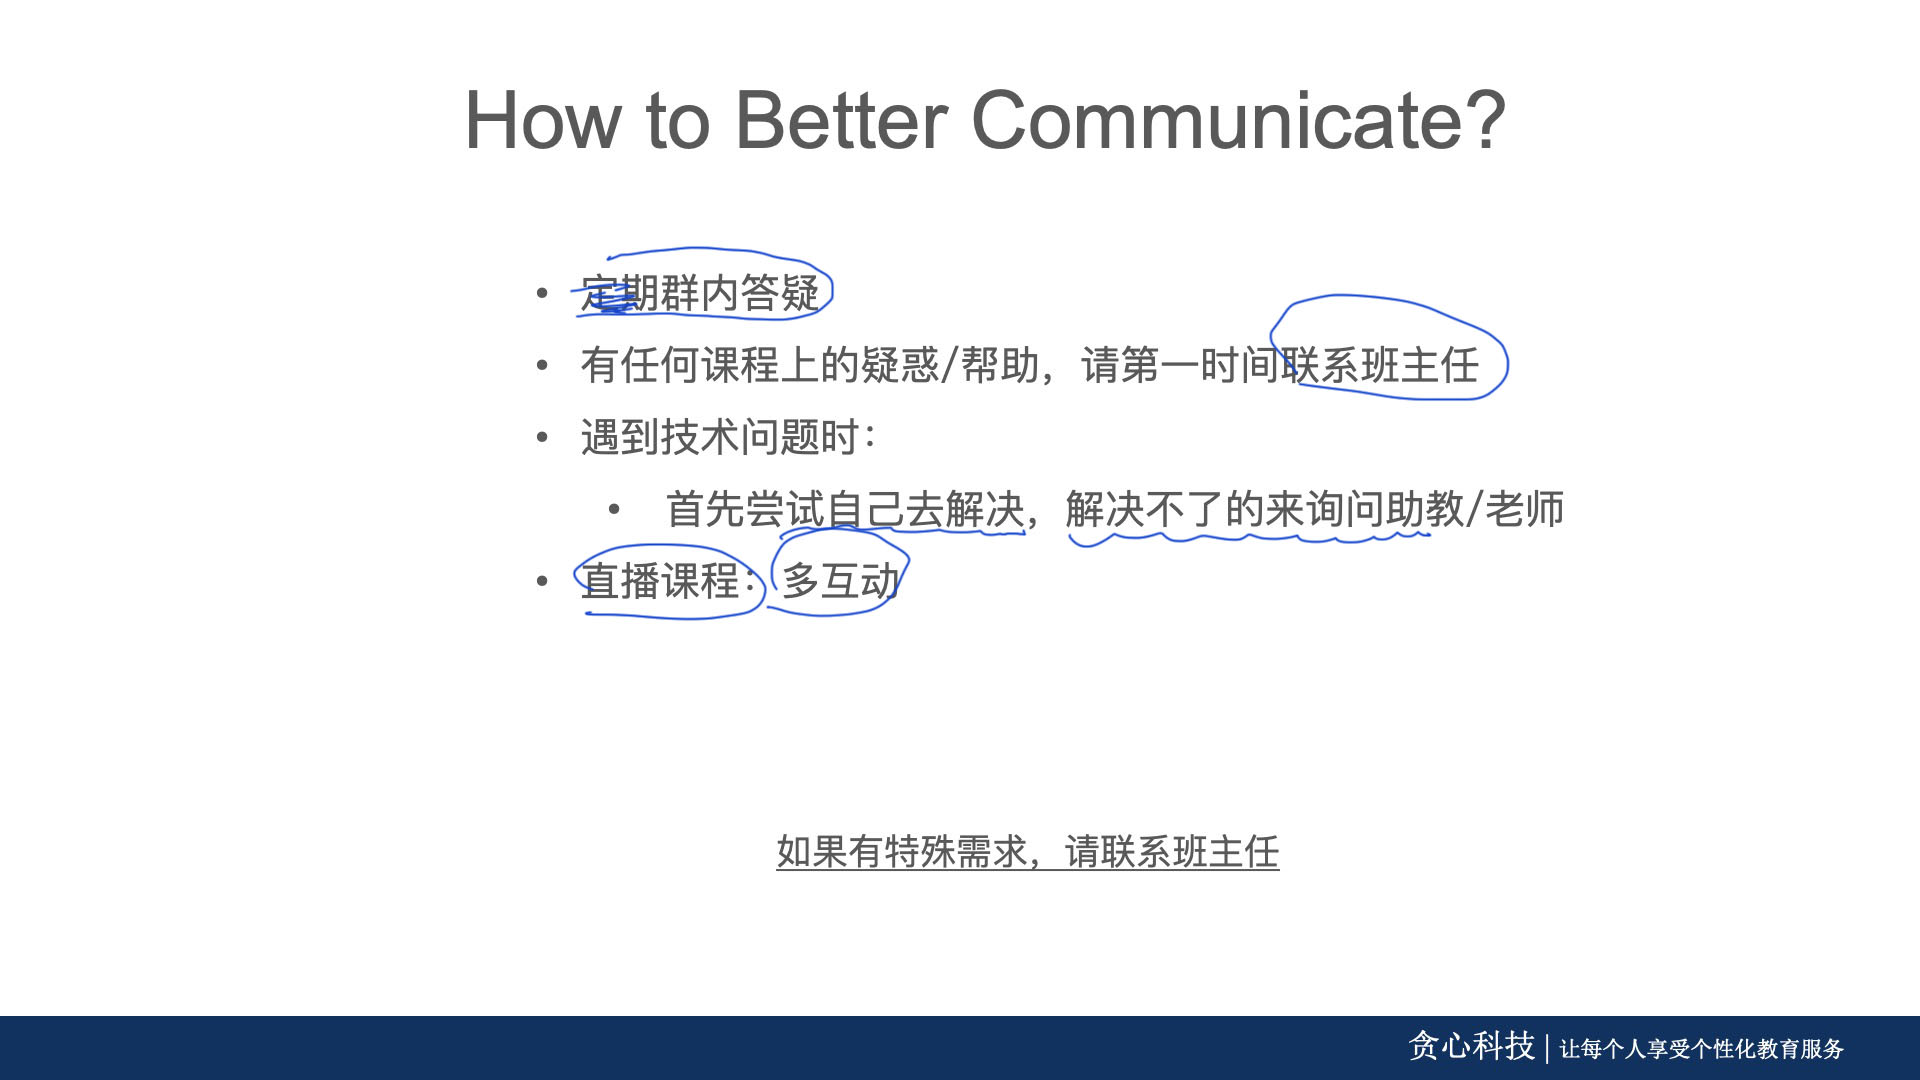 How to Better Communicate?
• 定期群内答疑
• 有任何课程上的疑惑/帮助，请第一时间联系班主任
• 遇到技术问题时：
• 首先尝试自己去解决，解决不了的来询问助教/老师
• 直播课程：多互动
如果有特殊需求，请联系班主任
贪心科技 | 让每个人享受个性化教育服务